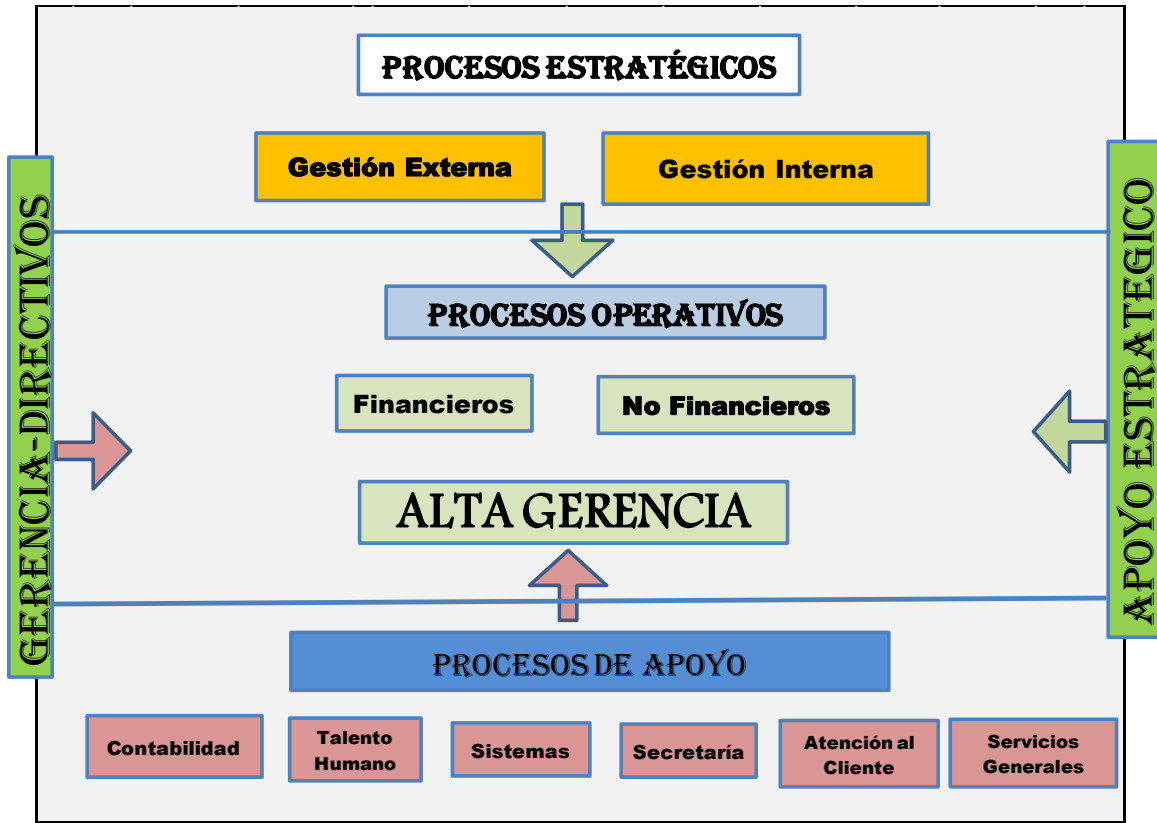 PROCESOS ESTRATÉGICOS
Gestión Externa
Gestión Interna
GERENCIA-DIRECTIVOS
APOYO ESTRATEGICO
PROCESOS OPERATIVOS
Financieros
No Financieros
ALTA GERENCIA
PROCESOS DE APOYO
Contabilidad
Talento
Humano
Sistemas
Secretaría
Atención al
Cliente
Servicios
Generales